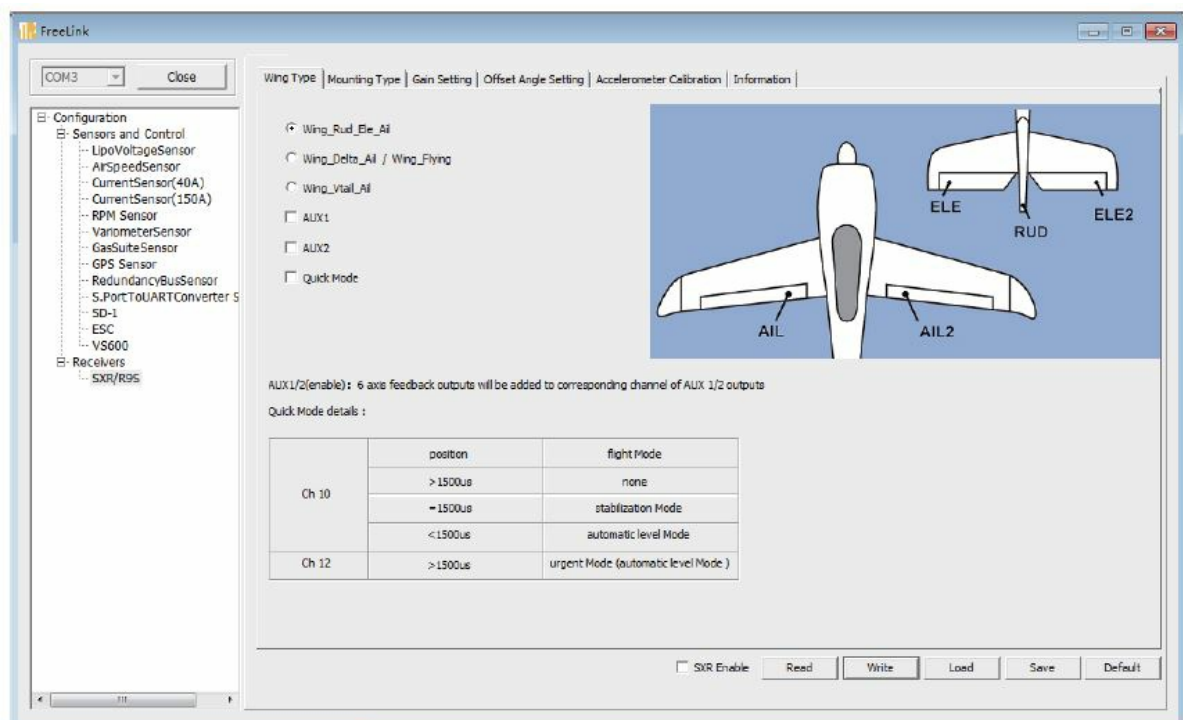 FreeLink
COM3
Close
Configuration
Sensors and Control
LipoVoltageSensor
AirSpeedSensor
CurrentSensor(40A)
CurrentSensor(150A)
RPM Sensor
VariometerSensor
GasSuiteSensor
GPS Sensor
RedundancyBusSensor
S.PortToUARTConverter S
SD-1
ESC
VS600
Receivers
SXR/R9S
Wing Type Mounting Type Gain Setting Offset Angle Setting Accelerometer Calibration Information
Wing_Rud_Ele_Ail
Wing_Delta_Ail / Wing_Flying
Wing_Vtail_Ail
AUX1
AUX2
Quick Mode
ELE
RUD
ELE2
AIL
AIL2
AUX1/2(enable): 6 axis feedback outputs will be added to corresponding channel of AUX 1/2 outputs
Quick Mode details :
position flight Mode
Ch 10
>1500us none
=1500us stabilization Mode
<1500us automatic level Mode
Ch 12 >1500us urgent Mode (automatic level Mode )
SXR Enable Read Write Load Save Default